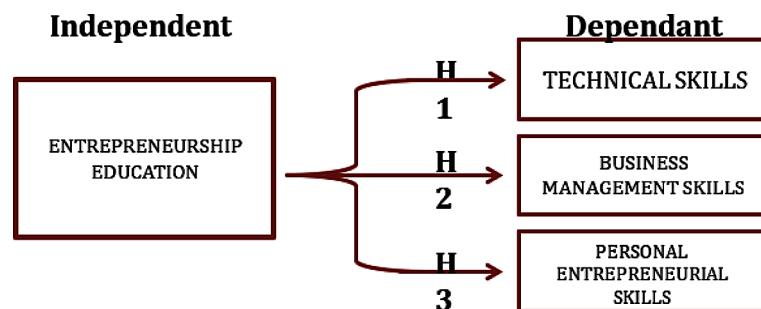 Independent
Dependant
ENTREPRENEURSHIP
EDUCATION
H
1
TECHNICAL SKILLS
H
2
BUSINESS
MANAGEMENT SKILLS
H
3
PERSONAL
ENTREPRENEURIAL
SKILLS